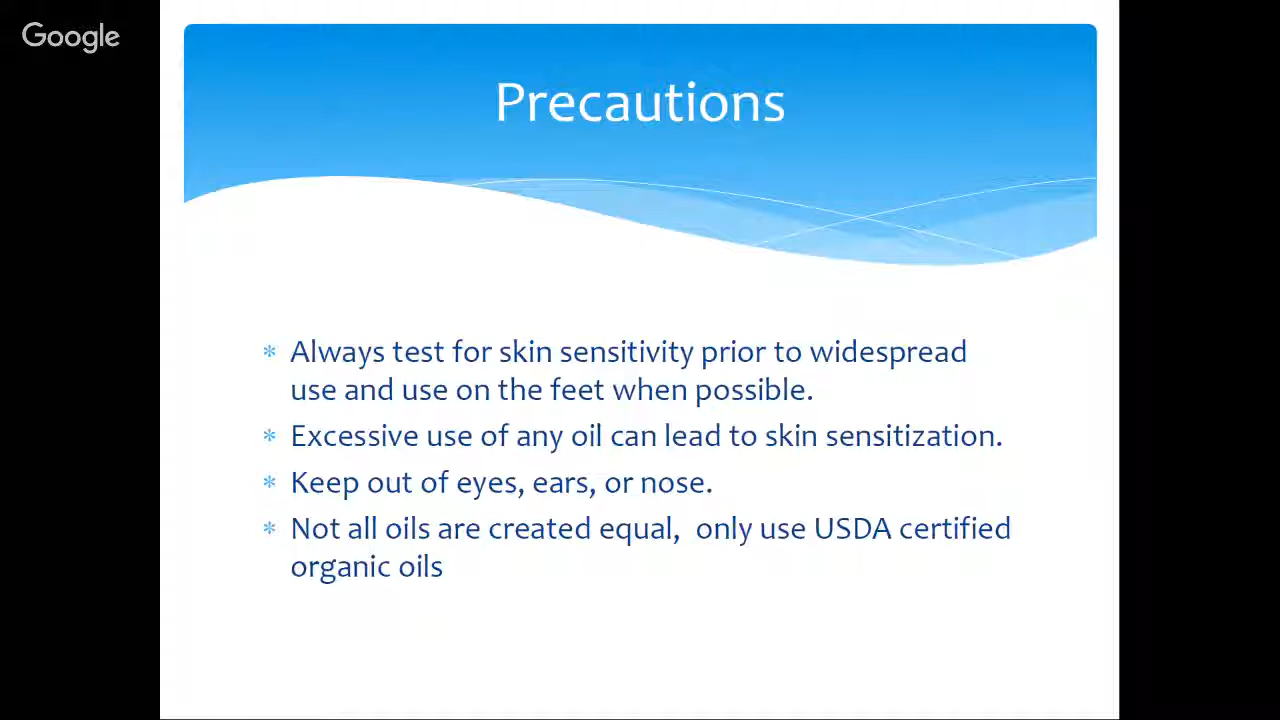 Google
Precautions
* Always test for skin sensitivity prior to widespread
use and use on the feet when possible.
* Excessive use of any oil can lead to skin sensitization.
* Keep out of eyes, ears, or nose.
* Not all oils are created equal,  only use USDA certified
organic oils